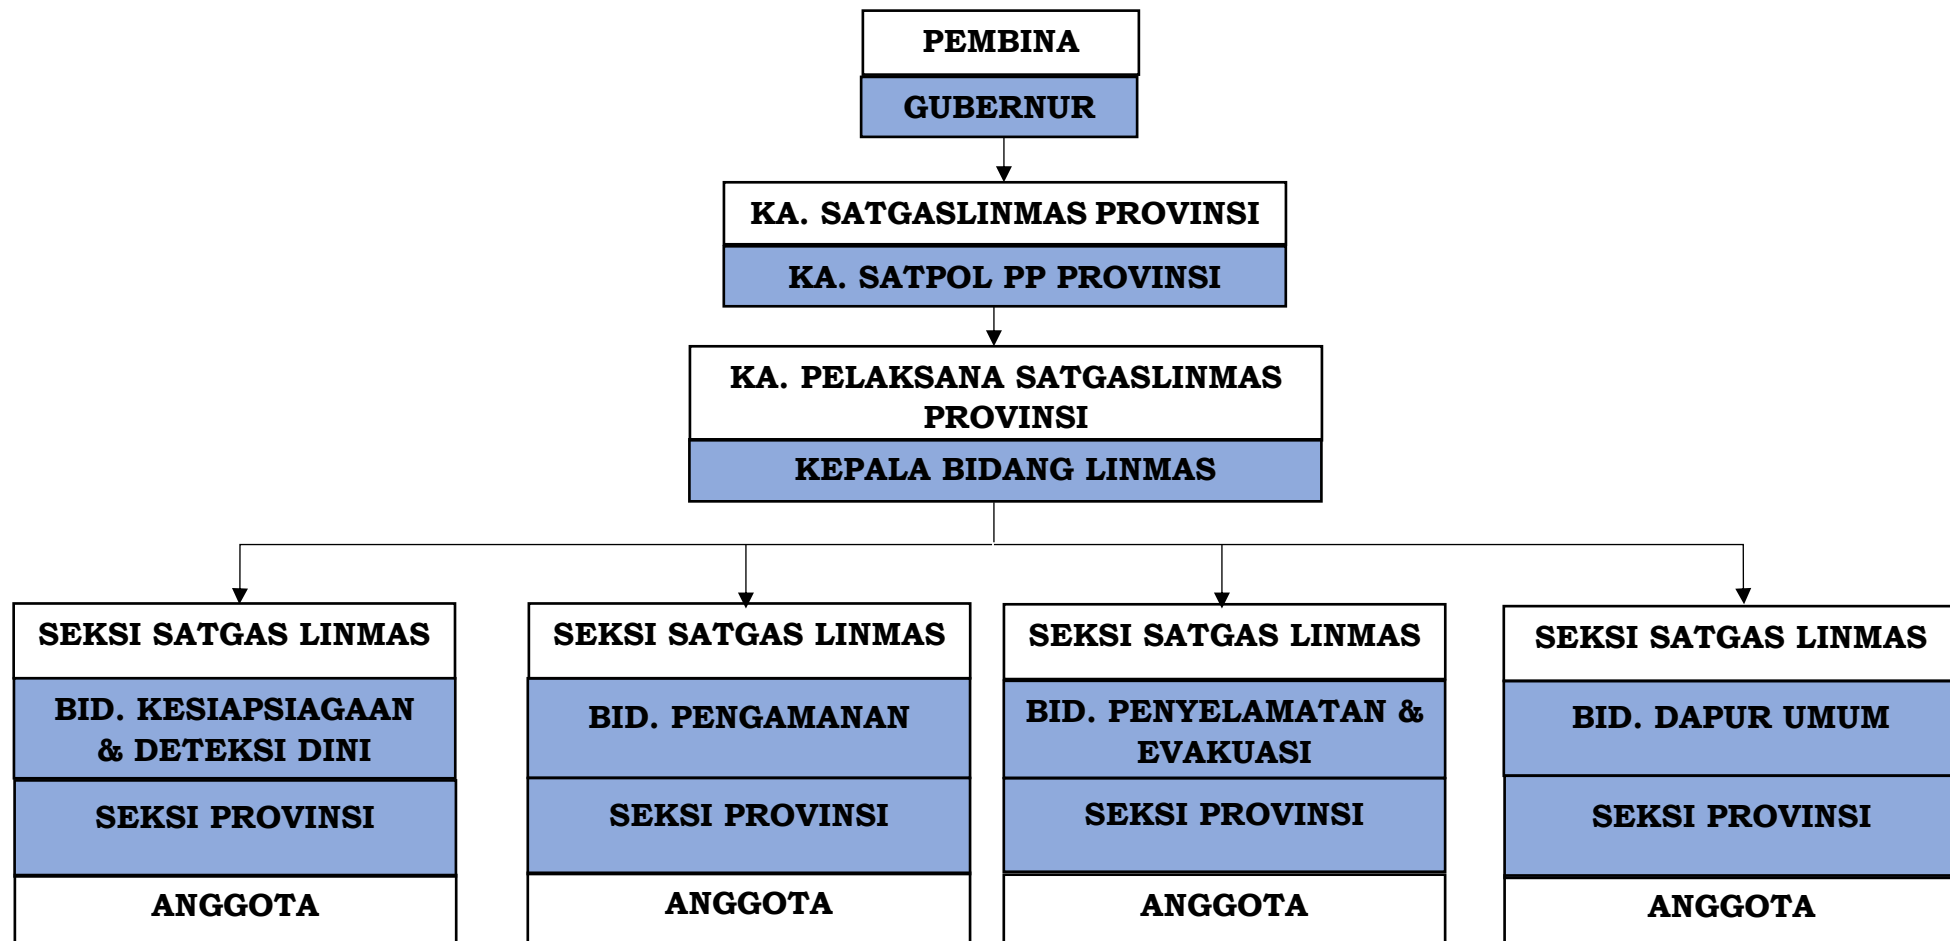 PEMBINA
GUBERNUR
KA. SATGASLINMAS PROVINSI
KA. SATPOL PP PROVINSI
KA. PELAKSANA SATGASLINMAS
PROVINSI
KEPALA BIDANG LINMAS
SEKSI SATGAS LINMAS
BID. KESIAPSIAGAAN
& DETEKSI DINI
SEKSI PROVINSI
ANGGOTA
SEKSI SATGAS LINMAS
BID. PENGAMANAN
SEKSI PROVINSI
ANGGOTA
SEKSI SATGAS LINMAS
BID. PENYELAMATAN &
EVAKUASI
SEKSI PROVINSI
ANGGOTA
SEKSI SATGAS LINMAS
BID. DAPUR UMUM
SEKSI PROVINSI
ANGGOTA